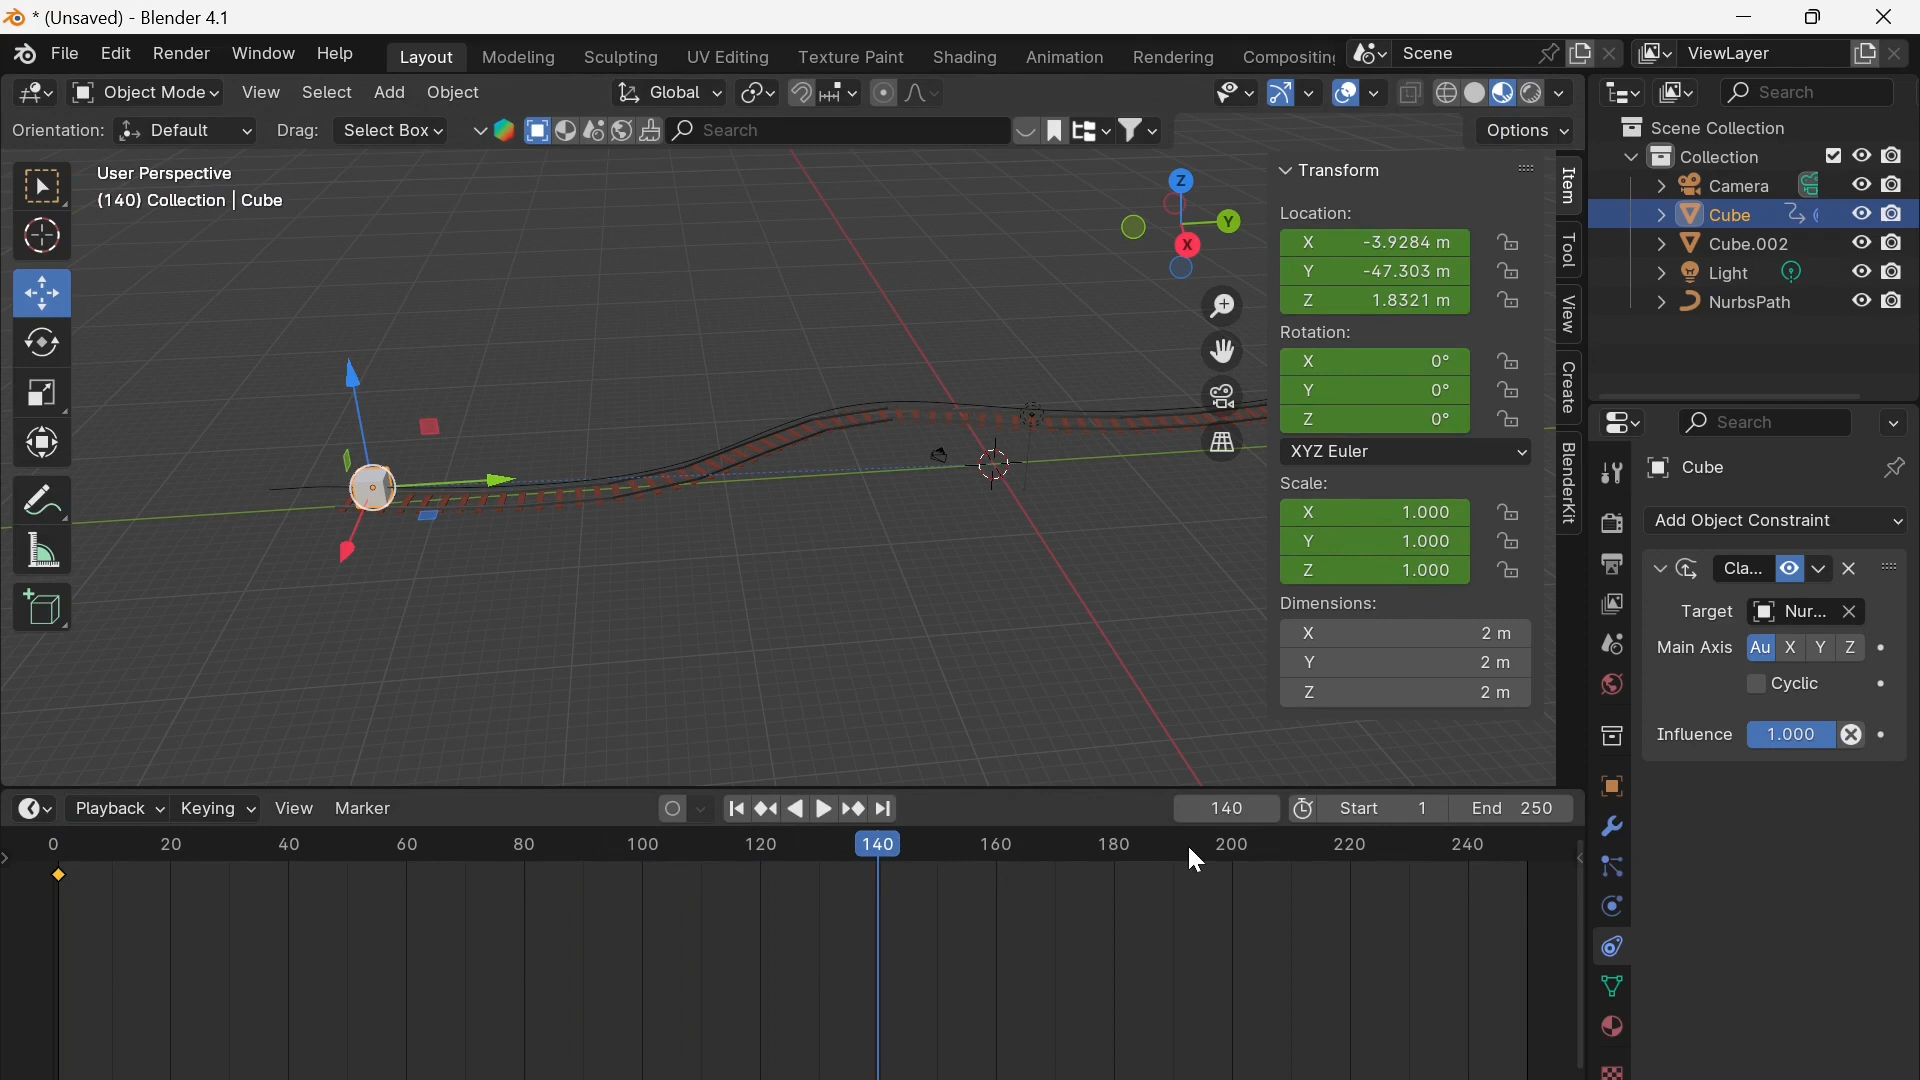 * (Unsaved) - Blender 4.1
File Edit Render Window Help Layout Modeling Sculpting UV Editing Texture Paint Shading Animation Rendering Compositing Scene ViewLayer
Object Mode View Select Add Object Global Search
Orientation: Default Drag: Select Box Search Options
Scene Collection
Collection
Camera
Cube
Cube.002
Light
NurbsPath
User Perspective
(140) Collection | Cube
Z
Y
X
Transform
Location:
X -3.9284 m
Y -47.303 m
Z 1.8321 m
Rotation:
X 0°
Y 0°
Z 0°
XYZ Euler
Scale:
X 1.000
Y 1.000
Z 1.000
Dimensions:
X 2 m
Y 2 m
Z 2 m
Item
Tool
View
Create
BlenderKit
Search
Cube
Add Object Constraint
Cla...
Target Nur...
Main Axis Au X Y Z
Cyclic
Influence 1.000
Playback Keying View Marker 140 Start 1 End 250
0 20 40 60 80 100 120 140 160 180 200 220 240